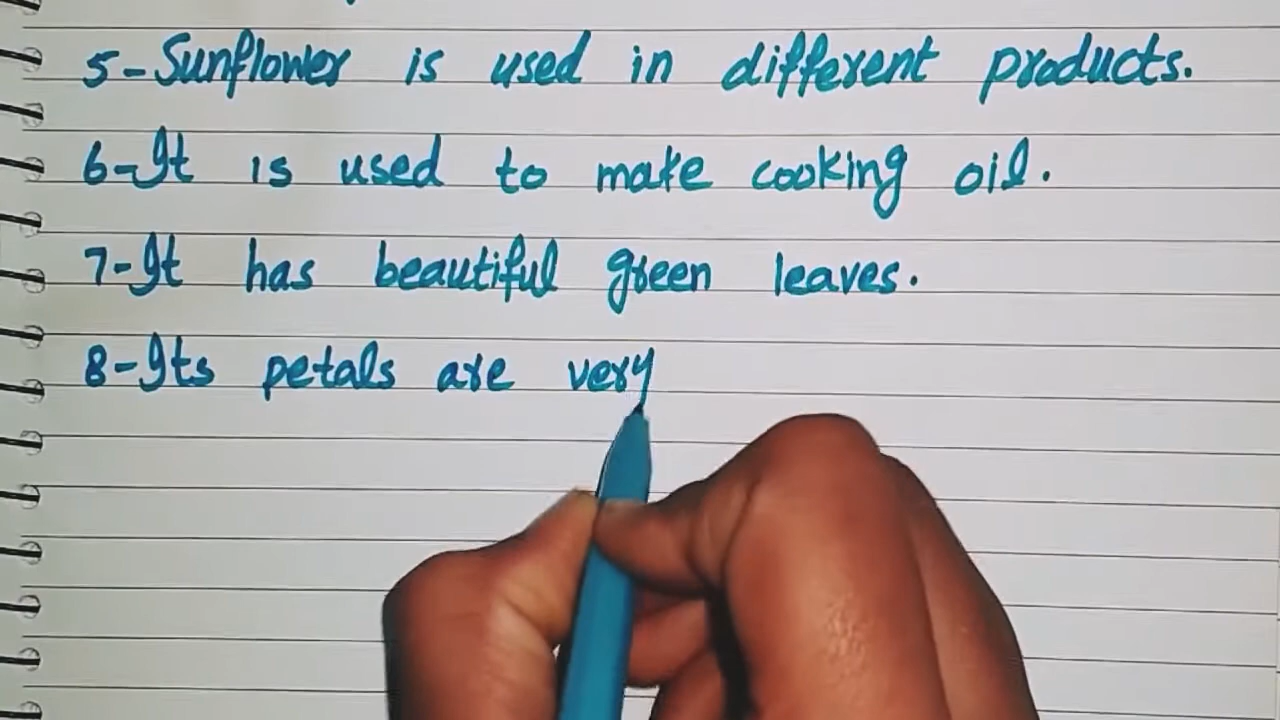 5-Sunflower is used in different products.
6-It is used to make cooking oil.
7-It has beautiful green leaves.
8-Its petals are very